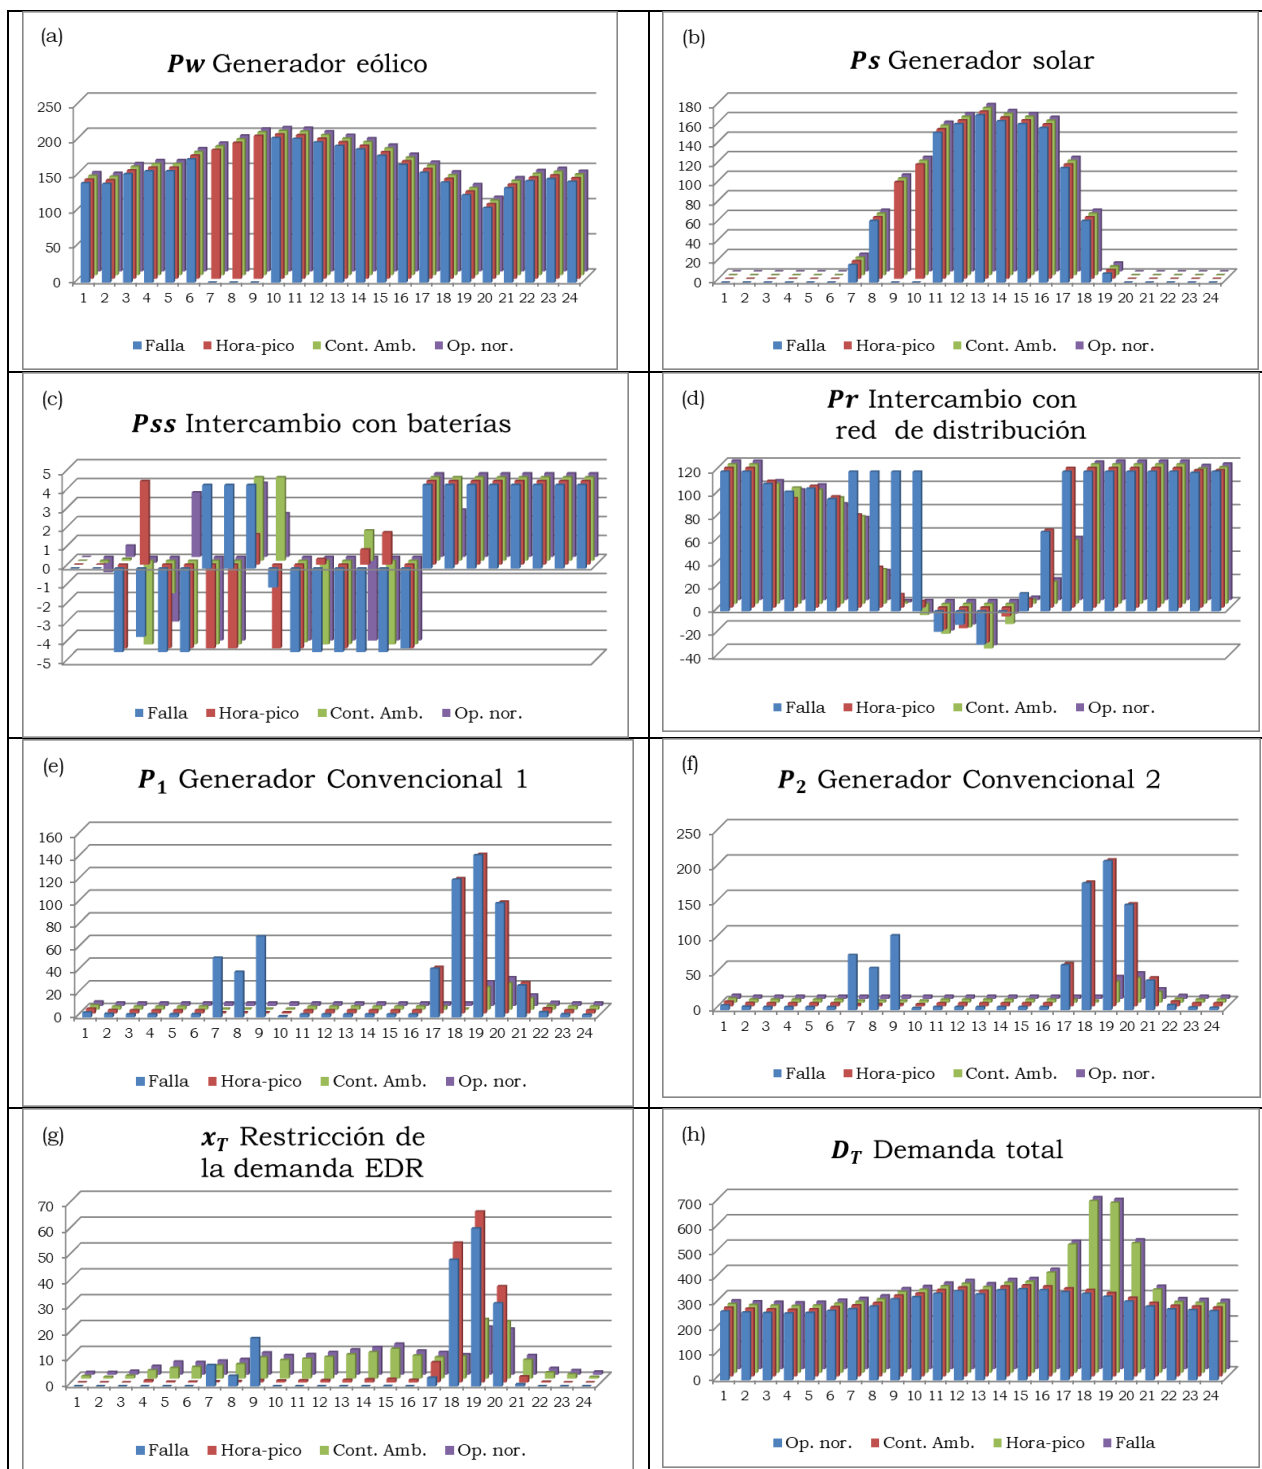 (a)
Pw Generador eólico
250
200
150
100
50
0
1 2 3 4 5 6 7 8 9 10 11 12 13 14 15 16 17 18 19 20 21 22 23 24
Falla Hora-pico Cont. Amb. Op. nor.
(b)
Ps Generador solar
180
160
140
120
100
80
60
40
20
0
1 2 3 4 5 6 7 8 9 10 11 12 13 14 15 16 17 18 19 20 21 22 23 24
Falla Hora-pico Cont. Amb. Op. nor.
(c)
Pss Intercambio con baterías
5
4
3
2
1
0
-1
-2
-3
-4
-5
Falla Hora-pico Cont. Amb. Op. nor.
(d)
Pr Intercambio con
red de distribución
120
100
80
60
40
20
0
-20
-40
Falla Hora-pico Cont. Amb. Op. nor.
(e)
P1 Generador Convencional 1
160
140
120
100
80
60
40
20
0
1 2 3 4 5 6 7 8 9 10 11 12 13 14 15 16 17 18 19 20 21 22 23 24
Falla Hora-pico Cont. Amb. Op. nor.
(f)
P2 Generador Convencional 2
250
200
150
100
50
0
1 2 3 4 5 6 7 8 9 10 11 12 13 14 15 16 17 18 19 20 21 22 23 24
Falla Hora-pico Cont. Amb. Op. nor.
(g)
xT Restricción de
la demanda EDR
70
60
50
40
30
20
10
0
1 2 3 4 5 6 7 8 9 10 11 12 13 14 15 16 17 18 19 20 21 22 23 24
Falla Hora-pico Cont. Amb. Op. nor.
(h)
DT Demanda total
700
600
500
400
300
200
100
0
1 2 3 4 5 6 7 8 9 10 11 12 13 14 15 16 17 18 19 20 21 22 23 24
Op. nor. Cont. Amb. Hora-pico Falla